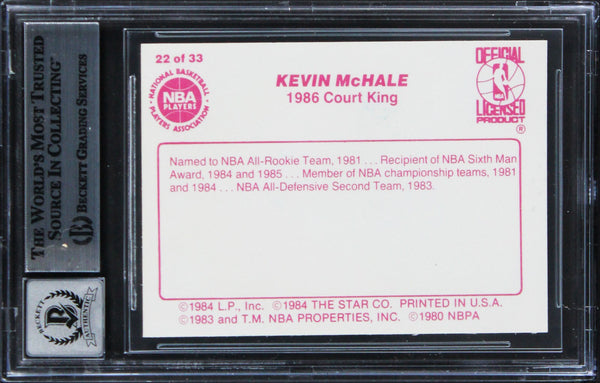 THE WORLD'S MOST TRUSTED
SOURCE IN COLLECTING™
BECKETT GRADING SERVICES
BECKETT
AUTHENTIC
22 of 33
NATIONAL BASKETBALL
NBA
PLAYERS
PLAYERS ASSOCIATION
KEVIN McHALE
1986 Court King
OFFICIAL
NBA
LICENSED
PRODUCT
®
Named to NBA All-Rookie Team, 1981 . . . Recipient of NBA Sixth Man
Award, 1984 and 1985 . . . Member of NBA championship teams, 1981
and 1984 . . . NBA All-Defensive Second Team, 1983.
©1984 L.P., Inc. ©1984 THE STAR CO. PRINTED IN U.S.A.
©1983 and T.M. NBA PROPERTIES, INC. ©1980 NBPA